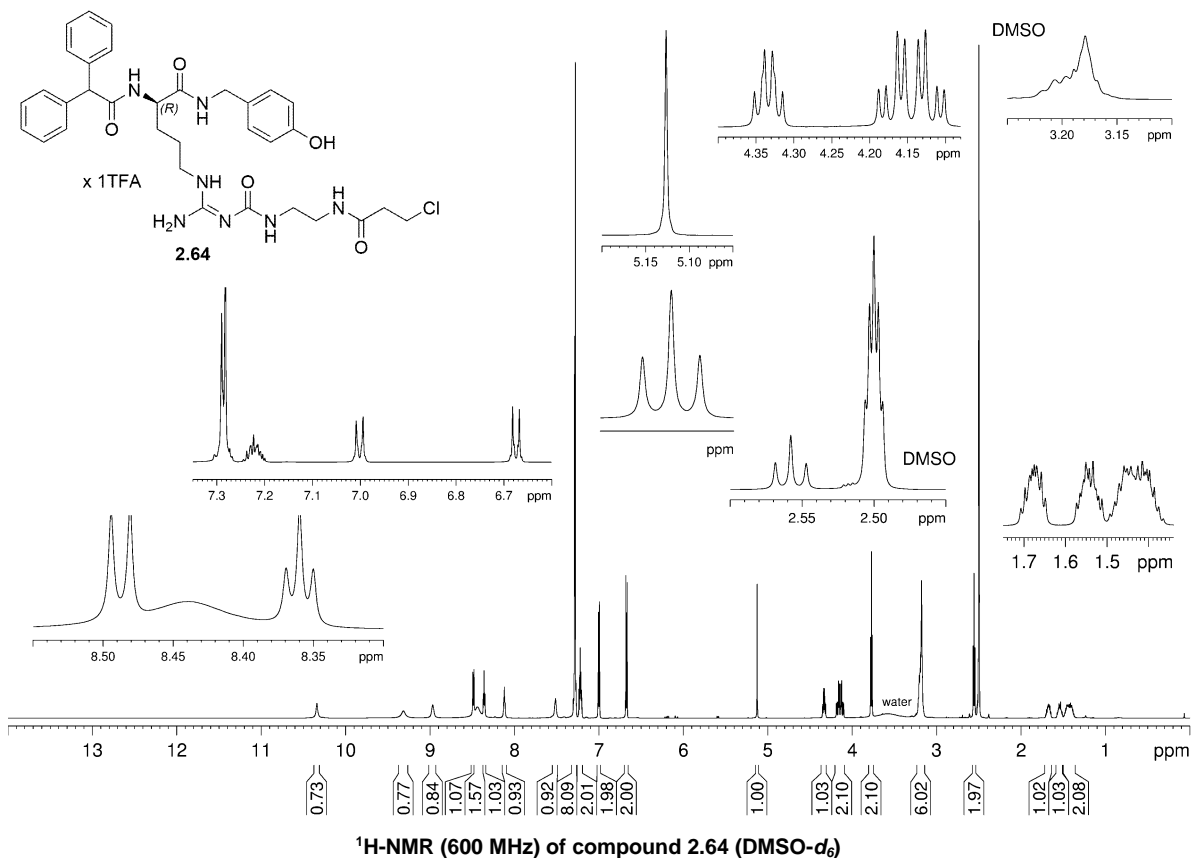 O
H
N
(R)
O
N
H
O
OH
x 1TFA
NH
H2N
N
O
N
H
H
N
O
Cl
2.64
5.15 5.10 ppm
4.35 4.30 4.25 4.20 4.15 ppm
DMSO
3.20 3.15 ppm
7.3 7.2 7.1 7.0 6.9 6.8 6.7 ppm
ppm
DMSO
2.55 2.50 ppm
1.7 1.6 1.5 ppm
8.50 8.45 8.40 8.35 ppm
water
13 12 11 10 9 8 7 6 5 4 3 2 1 ppm
0.73 0.77 0.84 1.07 1.57 1.03 0.93 0.92 8.09 2.01 1.98 2.00 1.00 1.03 2.10 2.10 6.02 1.97 1.02 1.03 2.08
¹H-NMR (600 MHz) of compound 2.64 (DMSO-d₆)